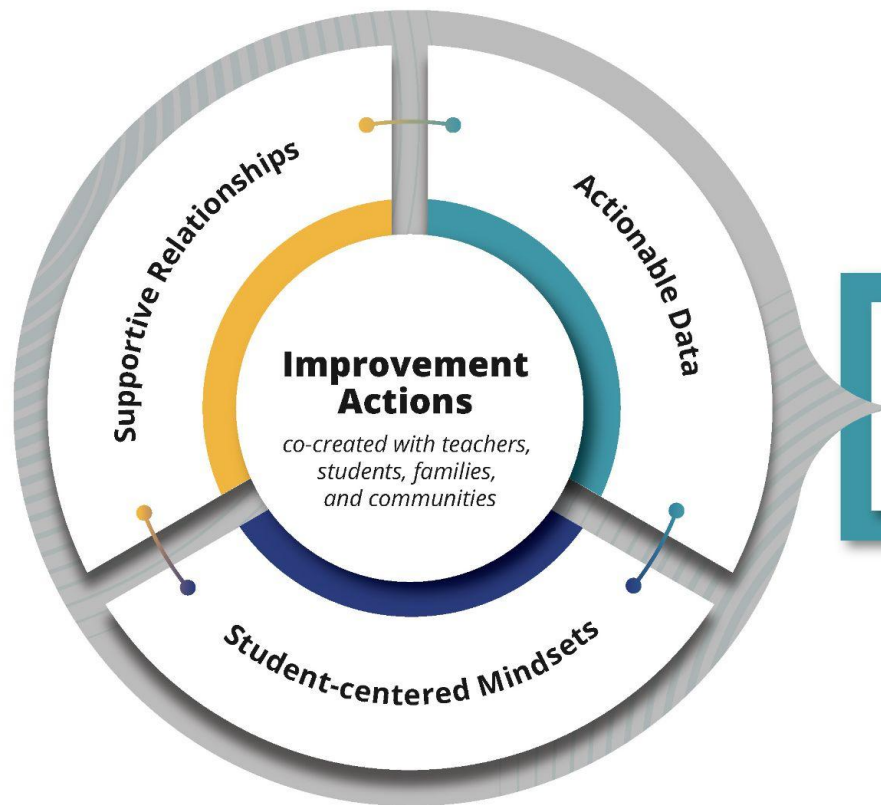 Supportive Relationships
Actionable Data
Improvement
Actions
co-created with teachers,
students, families,
and communities
Student-centered Mindsets